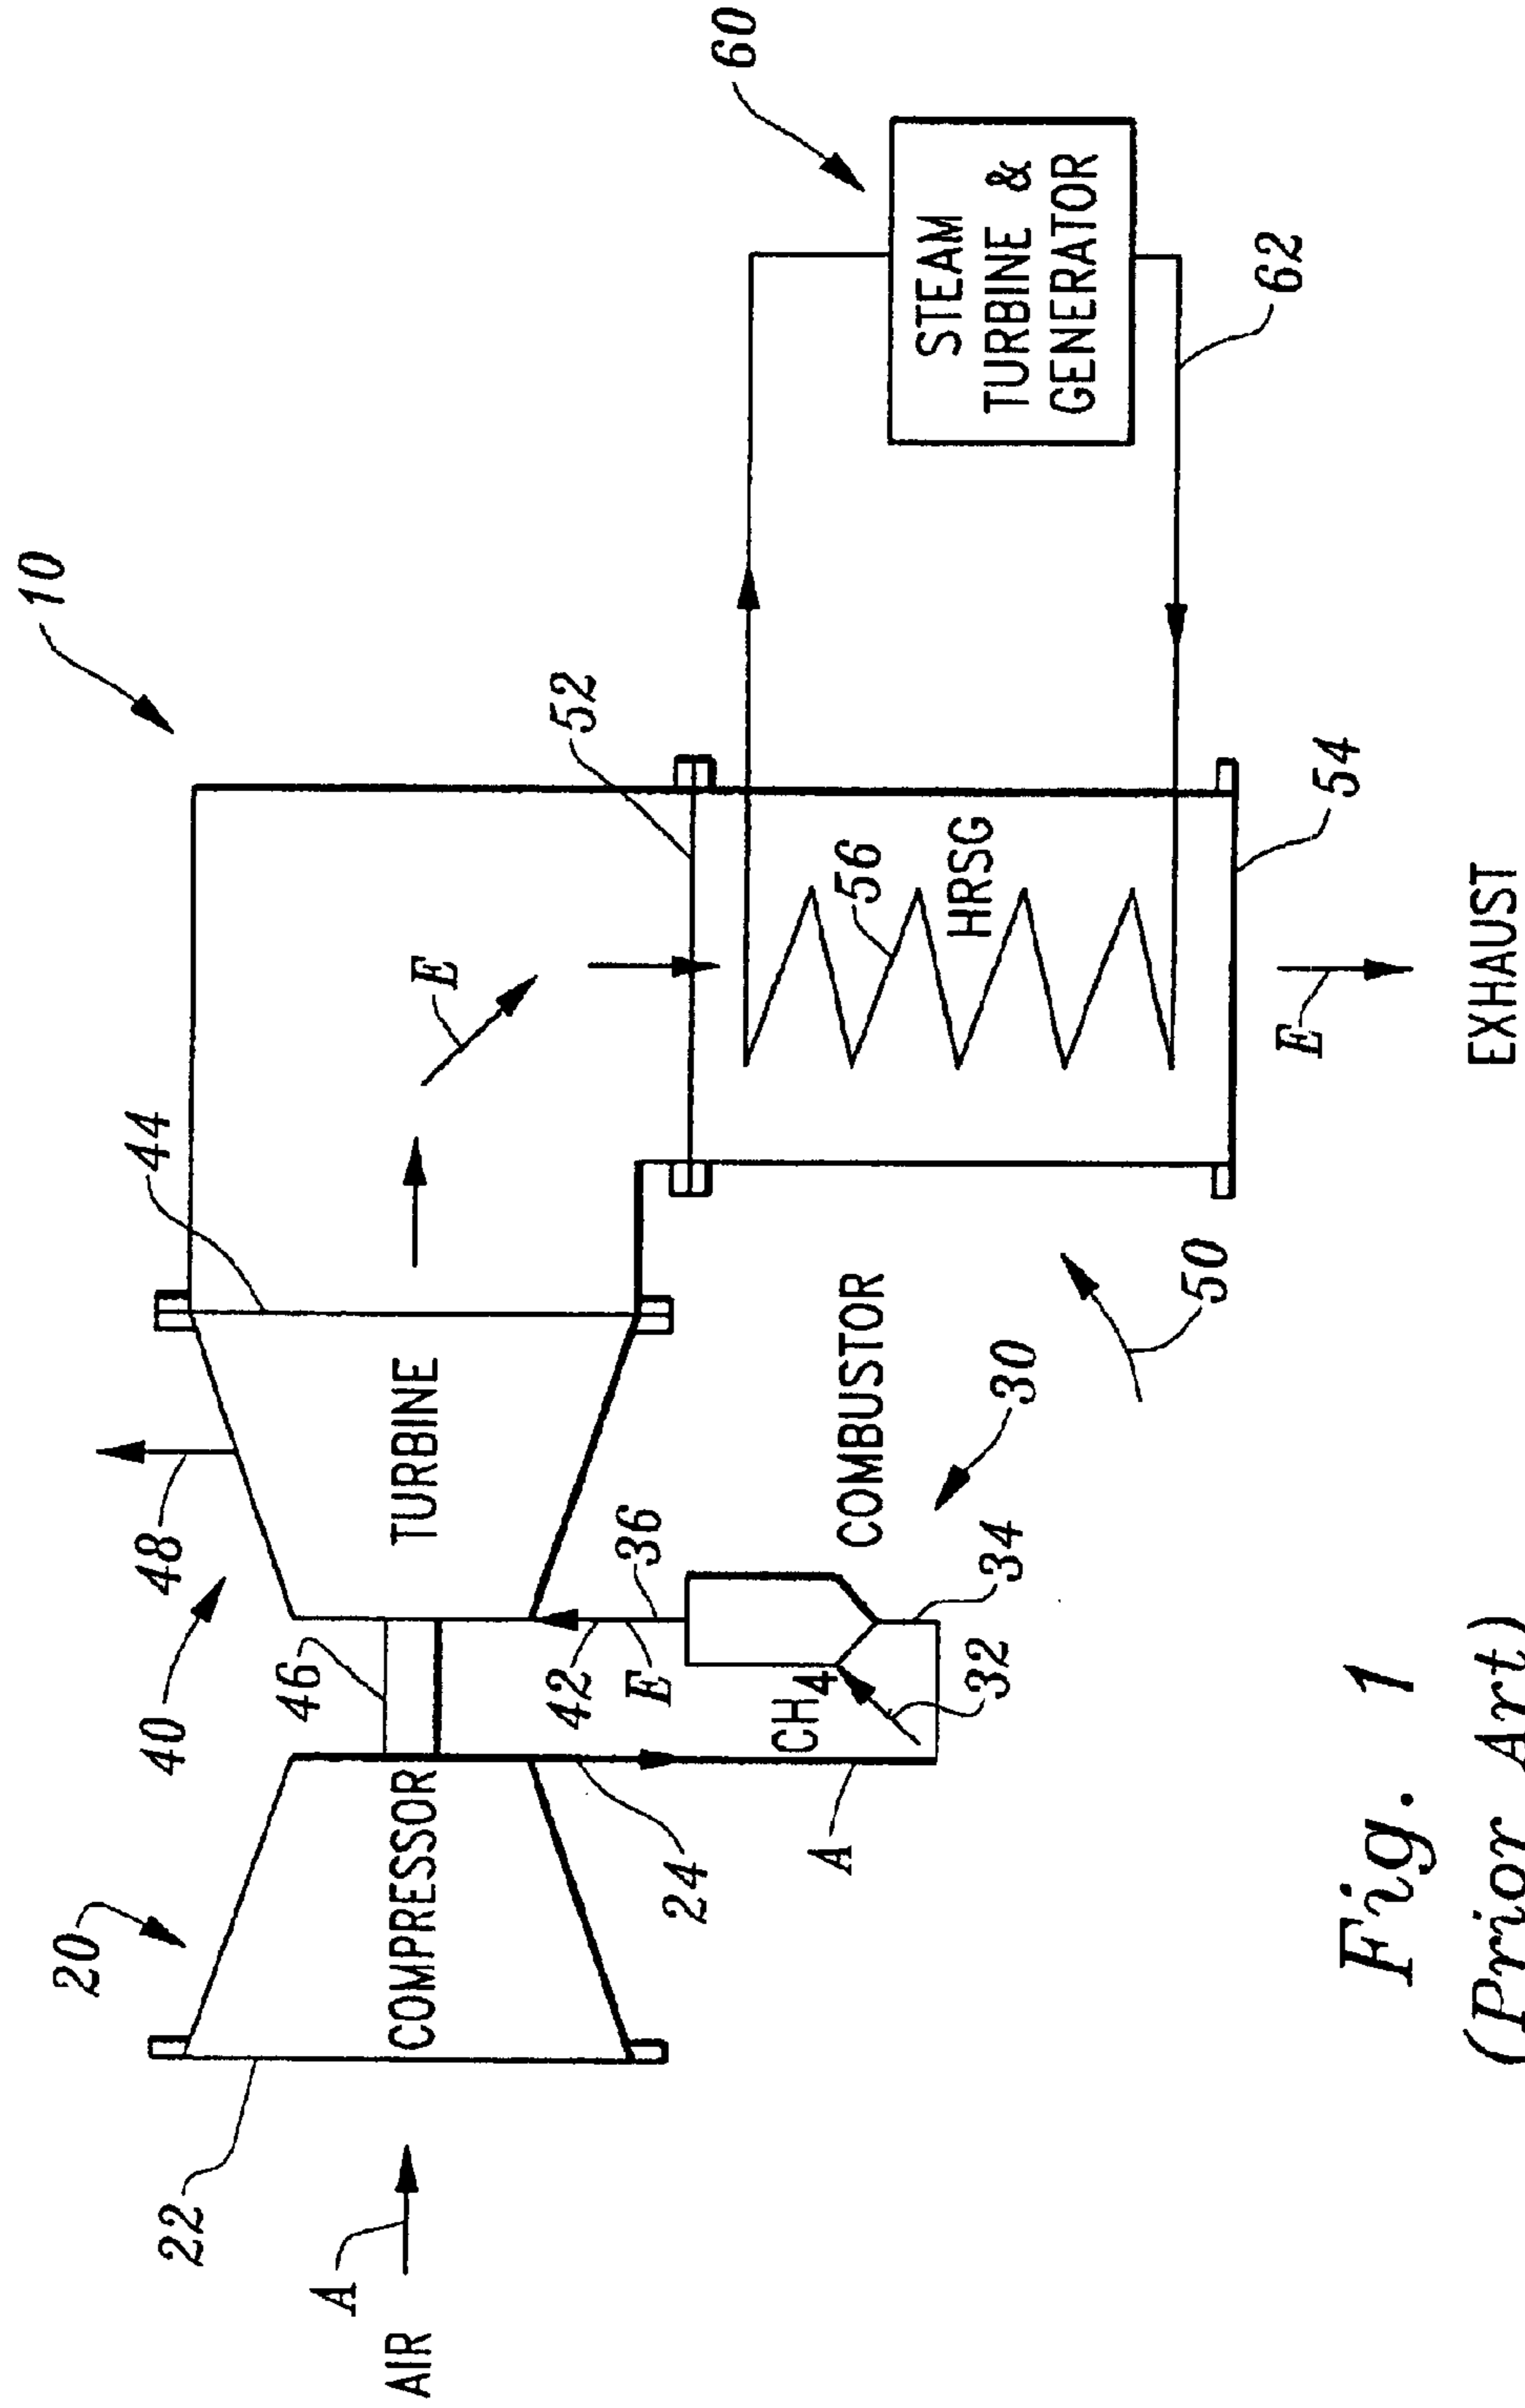 10
20
40
48
44
22
46
E
52
60
A
AIR
COMPRESSOR
TURBINE
42
E
36
24
CH4
A
32
34
30
COMBUSTOR
50
56
HRSG
STEAM
TURBINE &
GENERATOR
62
54
E
EXHAUST
Fig. 1
(Prior Art)